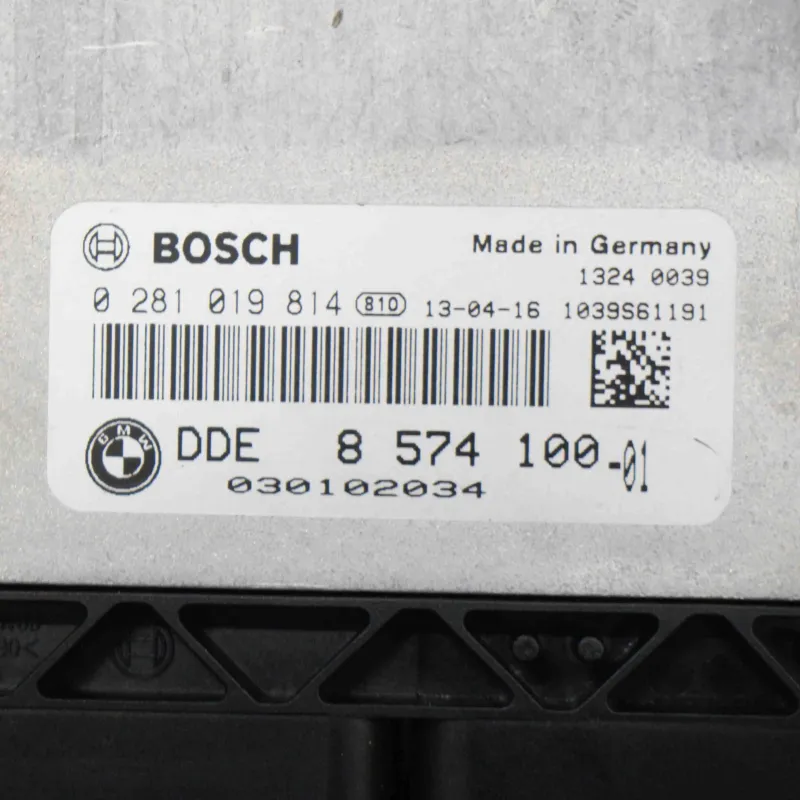 BOSCH Made in Germany
1324 0039
0 281 019 814 810 13-04-16 1039S61191
BMW DDE 8 574 100-01
030102034